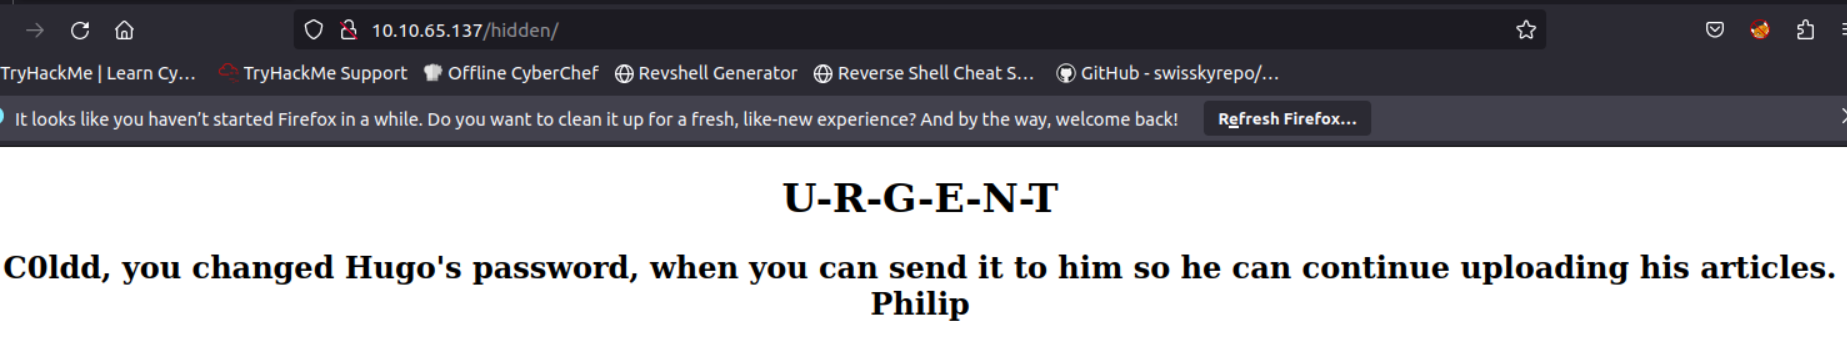 10.10.65.137/hidden/
TryHackMe | Learn Cy... TryHackMe Support Offline CyberChef Revshell Generator Reverse Shell Cheat S... GitHub - swisskyrepo/...
It looks like you haven't started Firefox in a while. Do you want to clean it up for a fresh, like-new experience? And by the way, welcome back! Refresh Firefox...
U-R-G-E-N-T
C0ldd, you changed Hugo's password, when you can send it to him so he can continue uploading his articles.
Philip